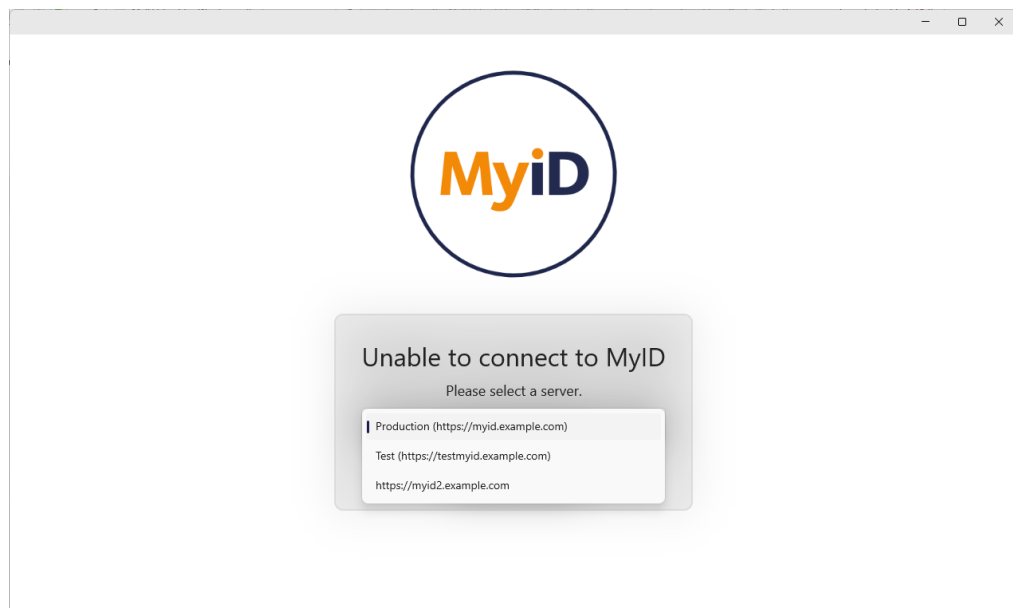 MyiD
Unable to connect to MyID
Please select a server.
Production (https://myid.example.com)
Test (https://testmyid.example.com)
https://myid2.example.com